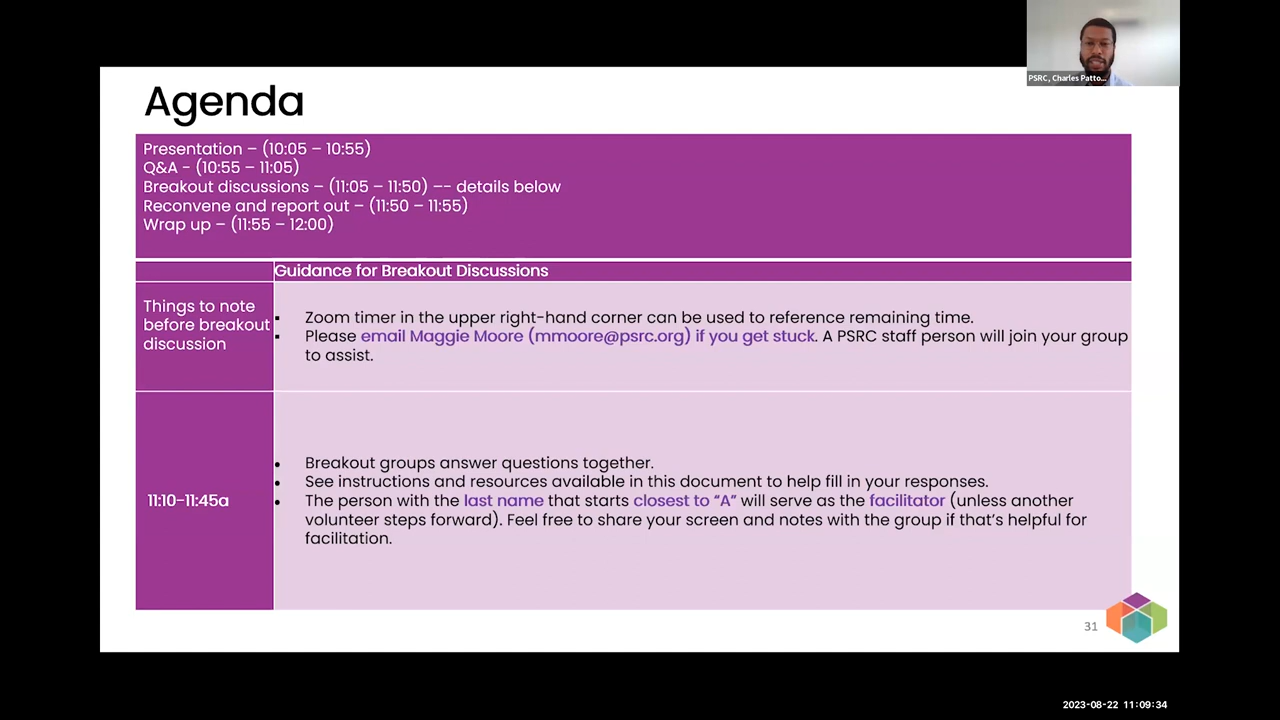 PSRC, Charles Patto...
Agenda
Presentation – (10:05 – 10:55)
Q&A - (10:55 – 11:05)
Breakout discussions – (11:05 – 11:50) –- details below
Reconvene and report out – (11:50 – 11:55)
Wrap up – (11:55 – 12:00)
Guidance for Breakout Discussions
Things to note
before breakout
discussion
▪ Zoom timer in the upper right-hand corner can be used to reference remaining time.
▪ Please email Maggie Moore (mmoore@psrc.org) if you get stuck. A PSRC staff person will join your group
to assist.
11:10-11:45a
• Breakout groups answer questions together.
• See instructions and resources available in this document to help fill in your responses.
• The person with the last name that starts closest to “A” will serve as the facilitator (unless another
volunteer steps forward). Feel free to share your screen and notes with the group if that’s helpful for
facilitation.
31
2023-08-22 11:09:34